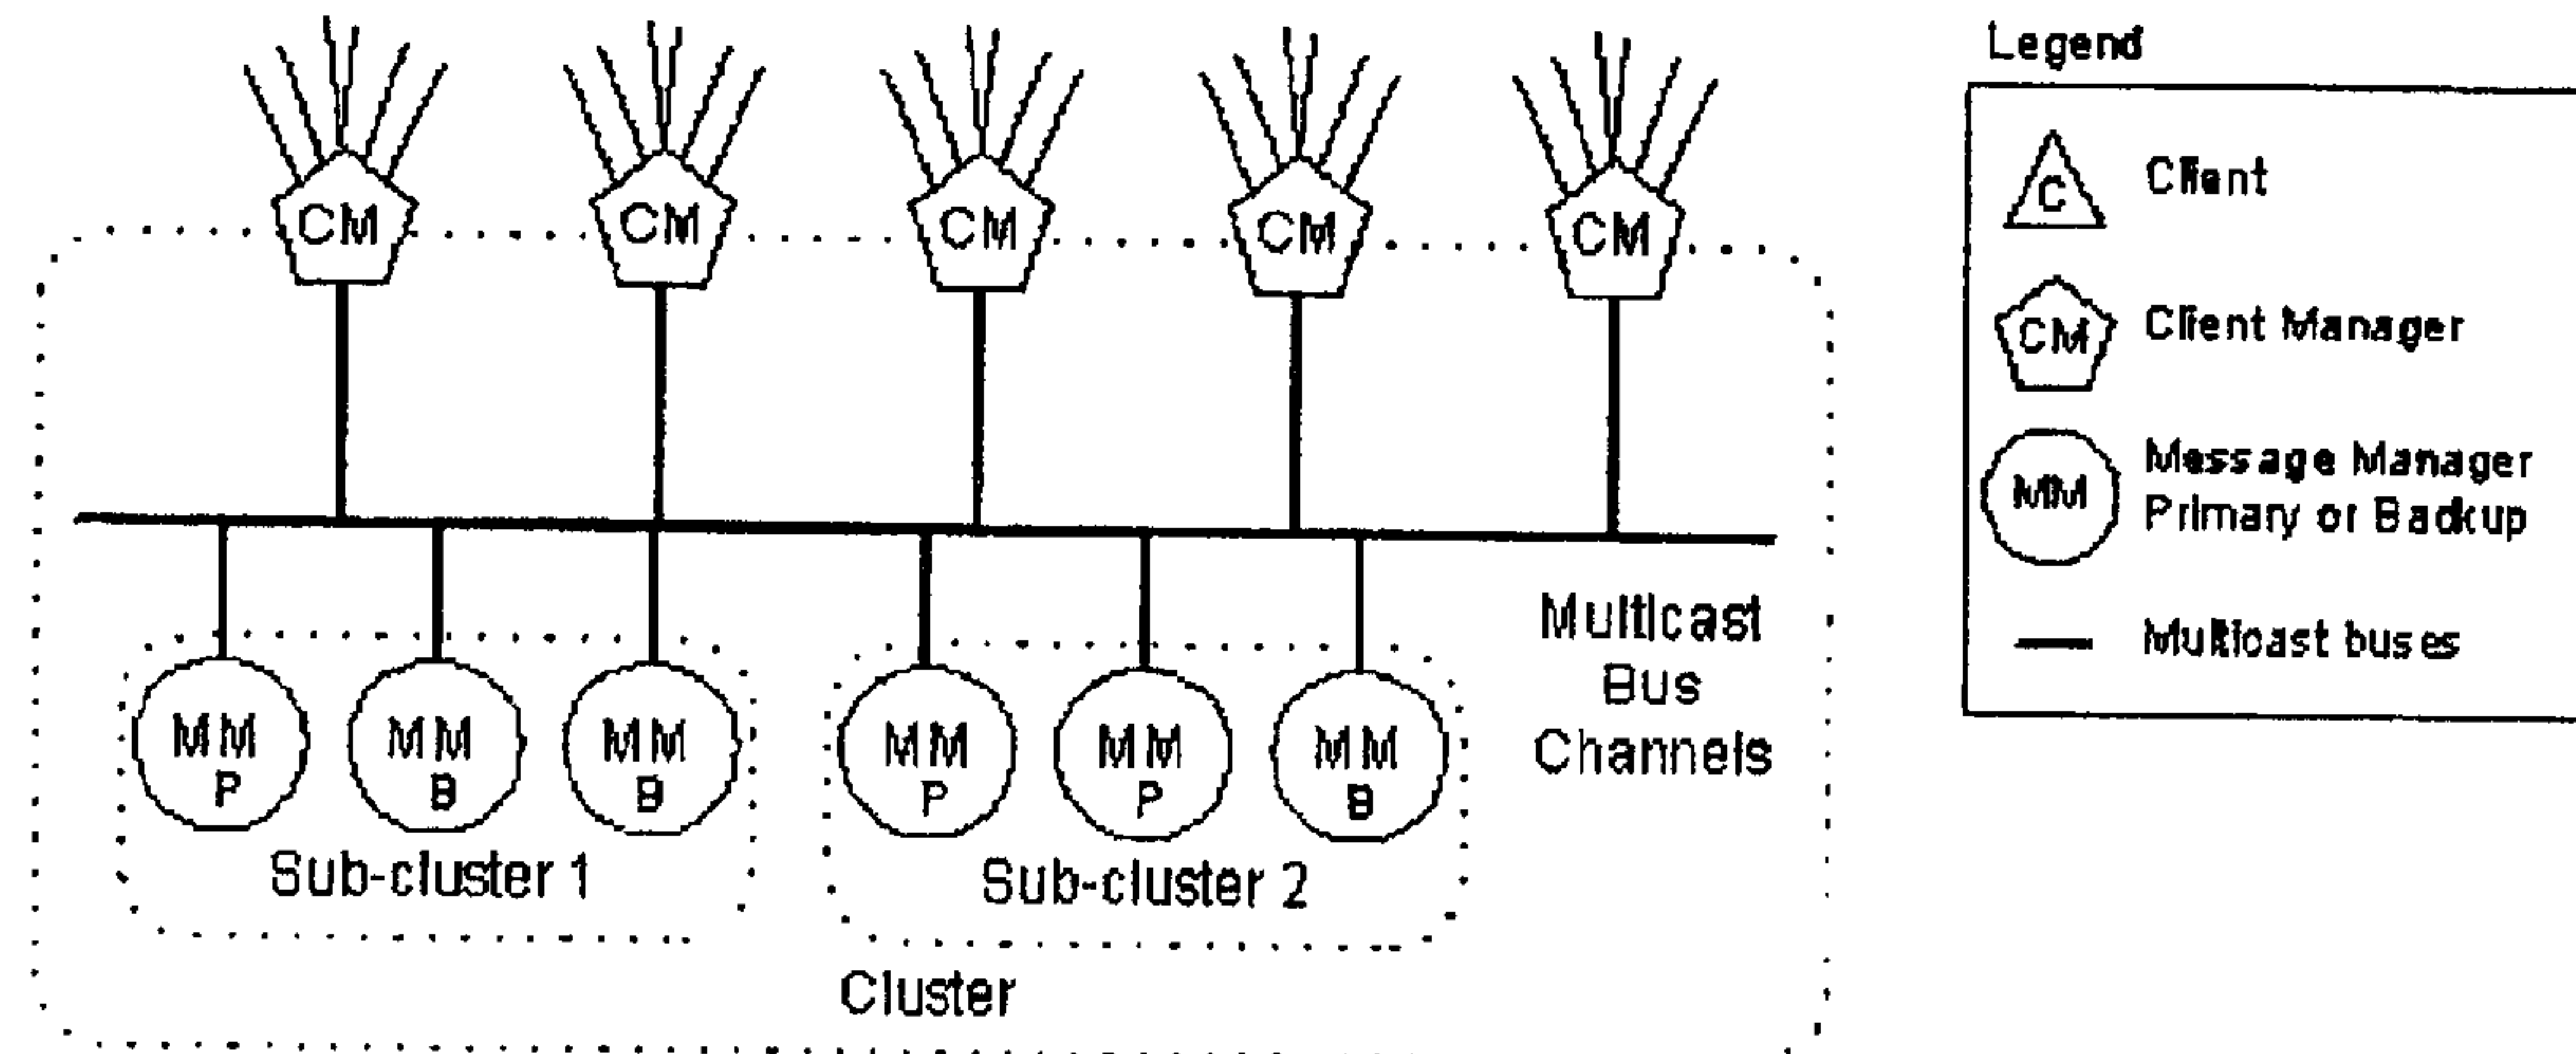 CM CM CM CM CM
MM MM MM MM MM MM
P B B P P B
Sub-cluster 1 Sub-cluster 2
Cluster
Multicast
Bus
Channels
Legend
C Client
CM Client Manager
MM Message Manager
Primary or Backup
Multicast buses